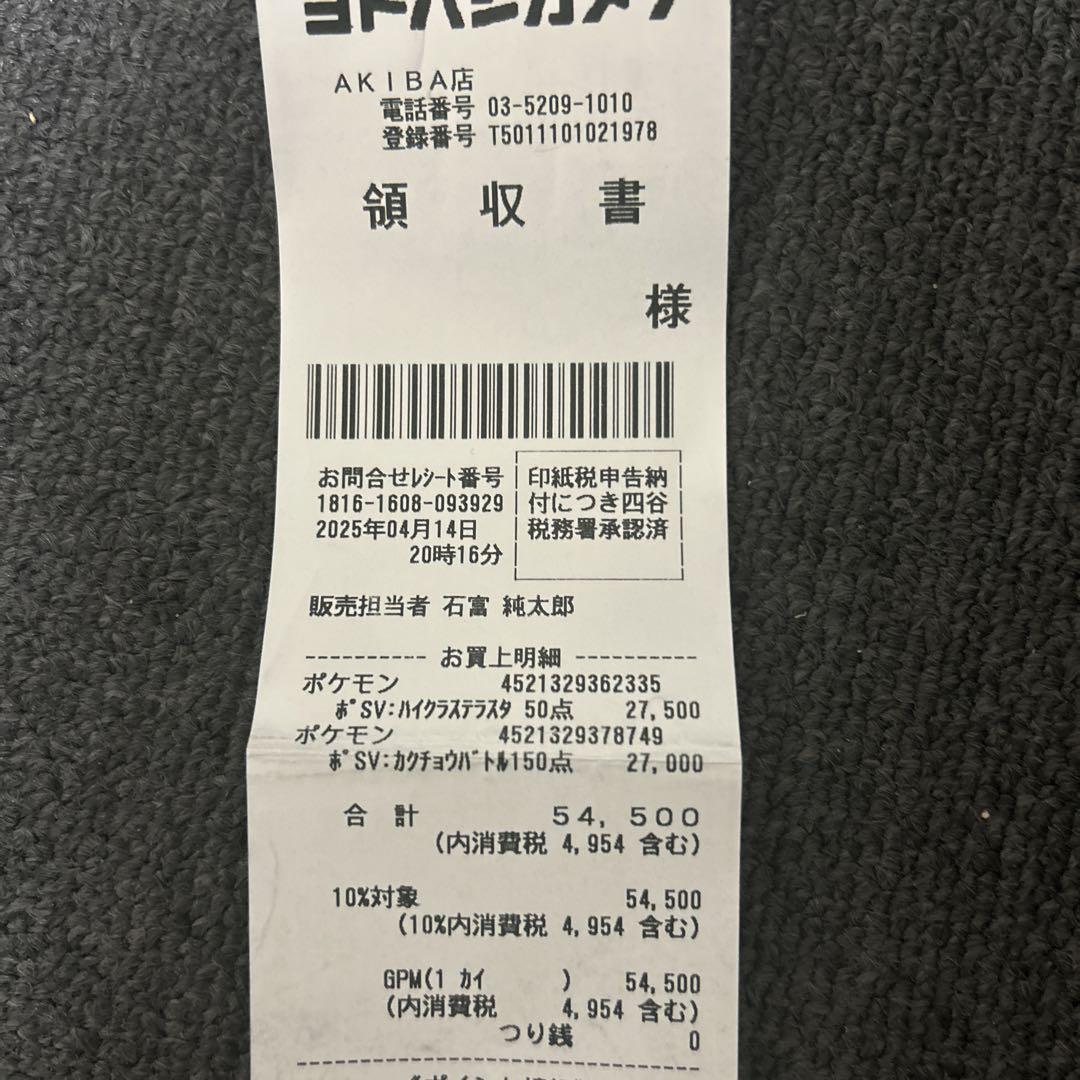 ヨドバシカメラ
AKIBA店
電話番号 03-5209-1010
登録番号 T5011101021978
領 収 書
様
お問合せﾚｼｰﾄ番号
1816-1608-093929
2025年04月14日
20時16分
印紙税申告納
付につき四谷
税務署承認済
販売担当者 石富 純太郎
---------- お買上明細 ----------
ポケモン 4521329362335
ﾎﾟSV:ﾊｲｸﾗｽﾃﾗｽﾀ 50点 27,500
ポケモン 4521329378749
ﾎﾟSV:ｶｸﾁｮｳﾊﾞﾄﾙ150点 27,000
合 計 54,500
(内消費税 4,954 含む)
10%対象 54,500
(10%内消費税 4,954 含む)
GPM(1 ｶｲ ) 54,500
(内消費税 4,954 含む)
つり銭 0